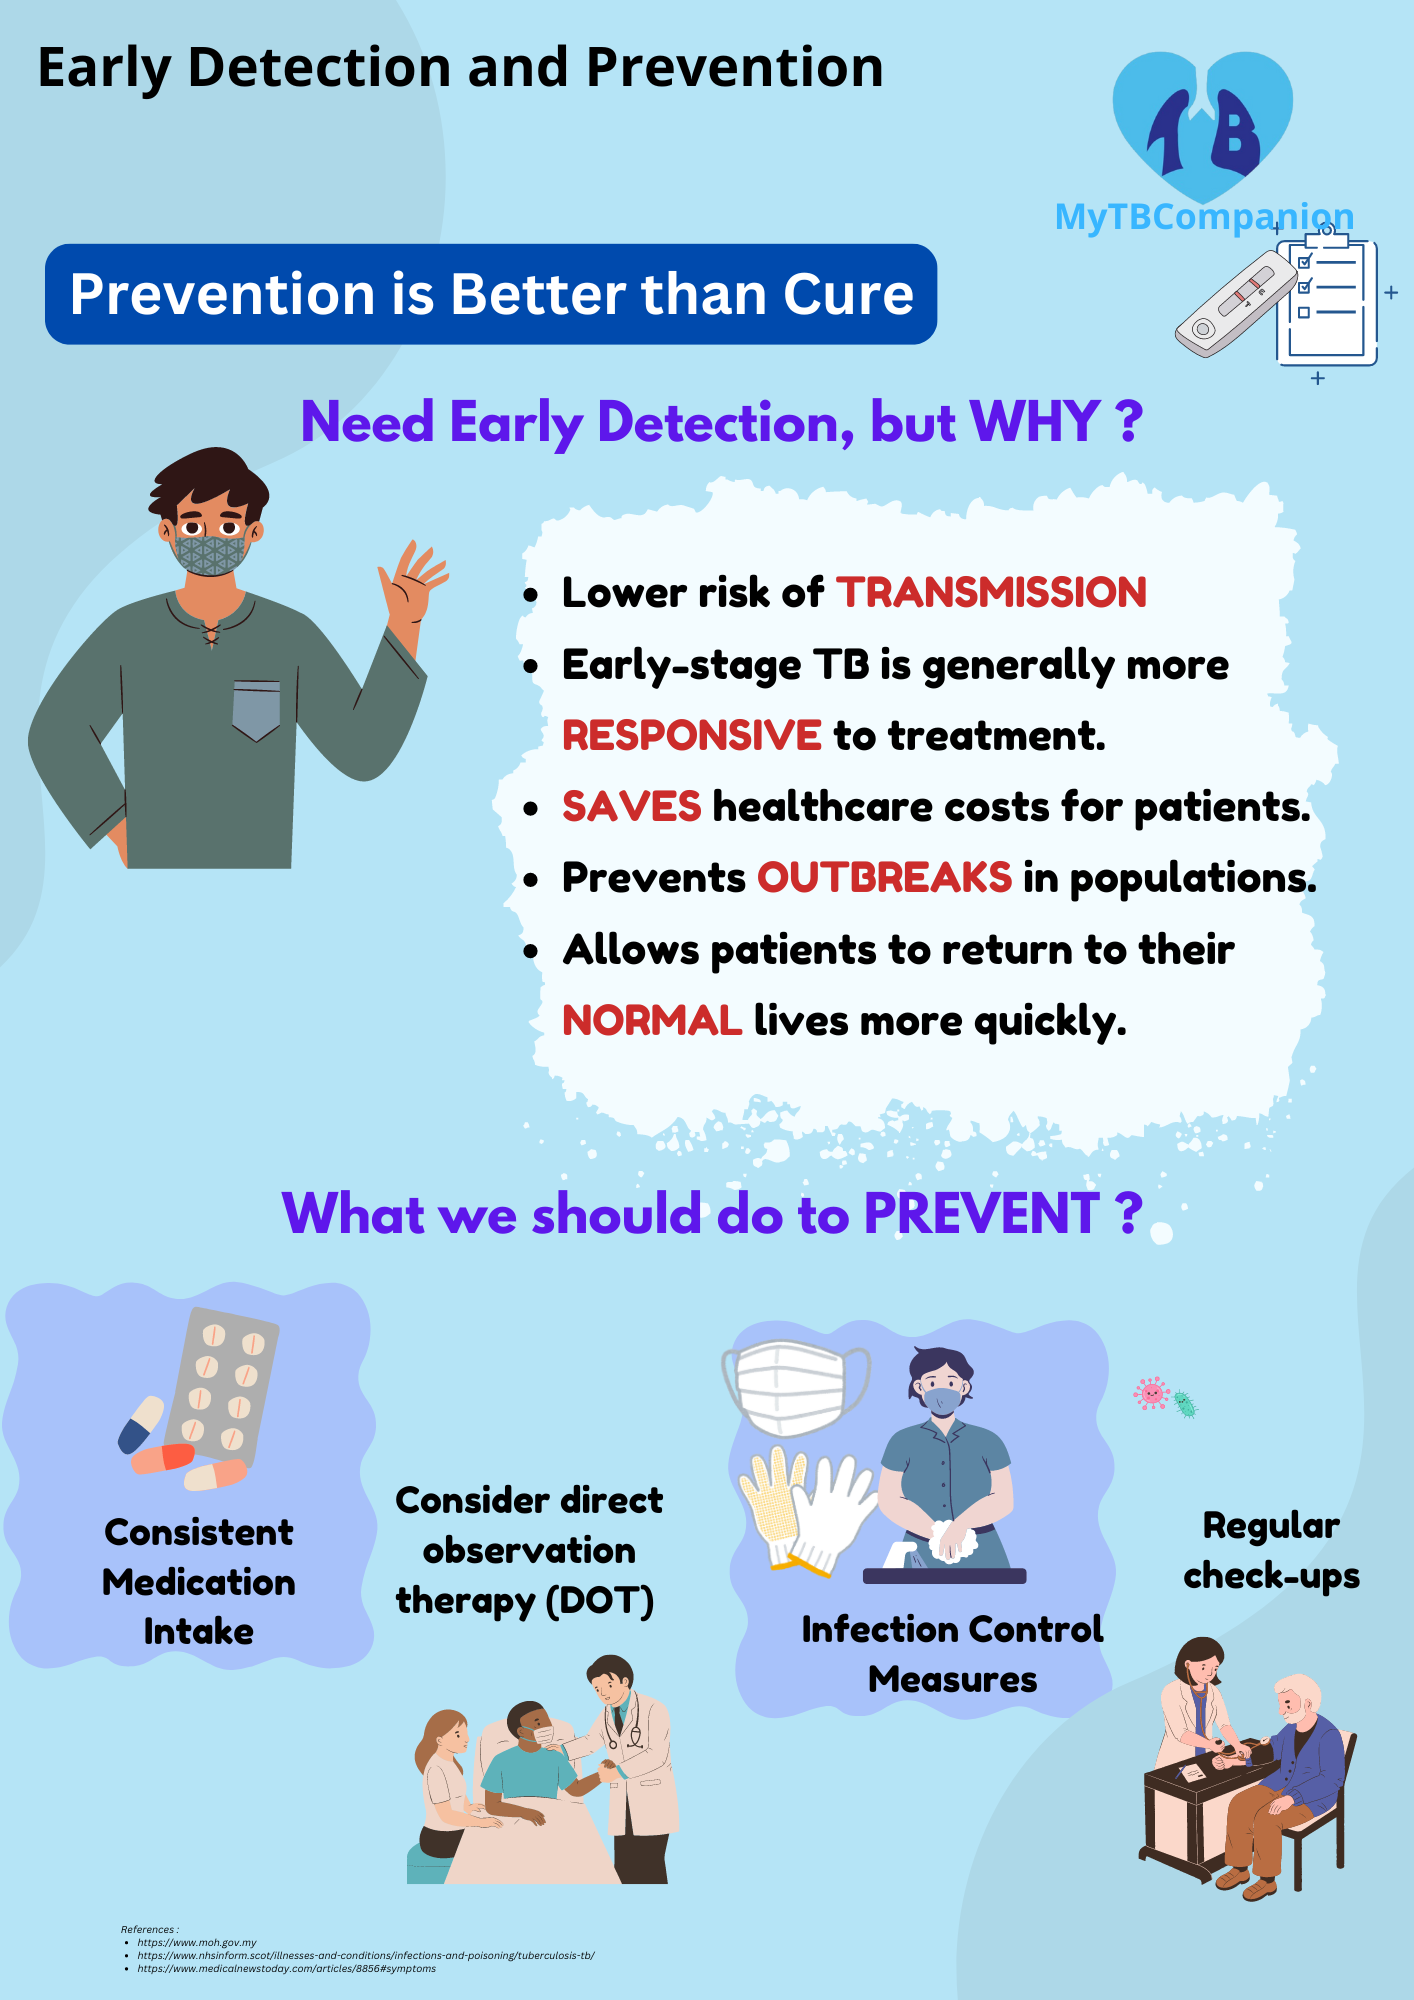 Early Detection and Prevention
TB
MyTBCompanion
Prevention is Better than Cure
Need Early Detection, but WHY ?
• Lower risk of TRANSMISSION
• Early-stage TB is generally more
RESPONSIVE to treatment.
• SAVES healthcare costs for patients.
• Prevents OUTBREAKS in populations.
• Allows patients to return to their
NORMAL lives more quickly.
What we should do to PREVENT ?
Consistent
Medication
Intake
Consider direct
observation
therapy (DOT)
Infection Control
Measures
Regular
check-ups
References :
• https://www.moh.gov.my
• https://www.nhsinform.scot/illnesses-and-conditions/infections-and-poisoning/tuberculosis-tb/
• https://www.medicalnewstoday.com/articles/8856#symptoms